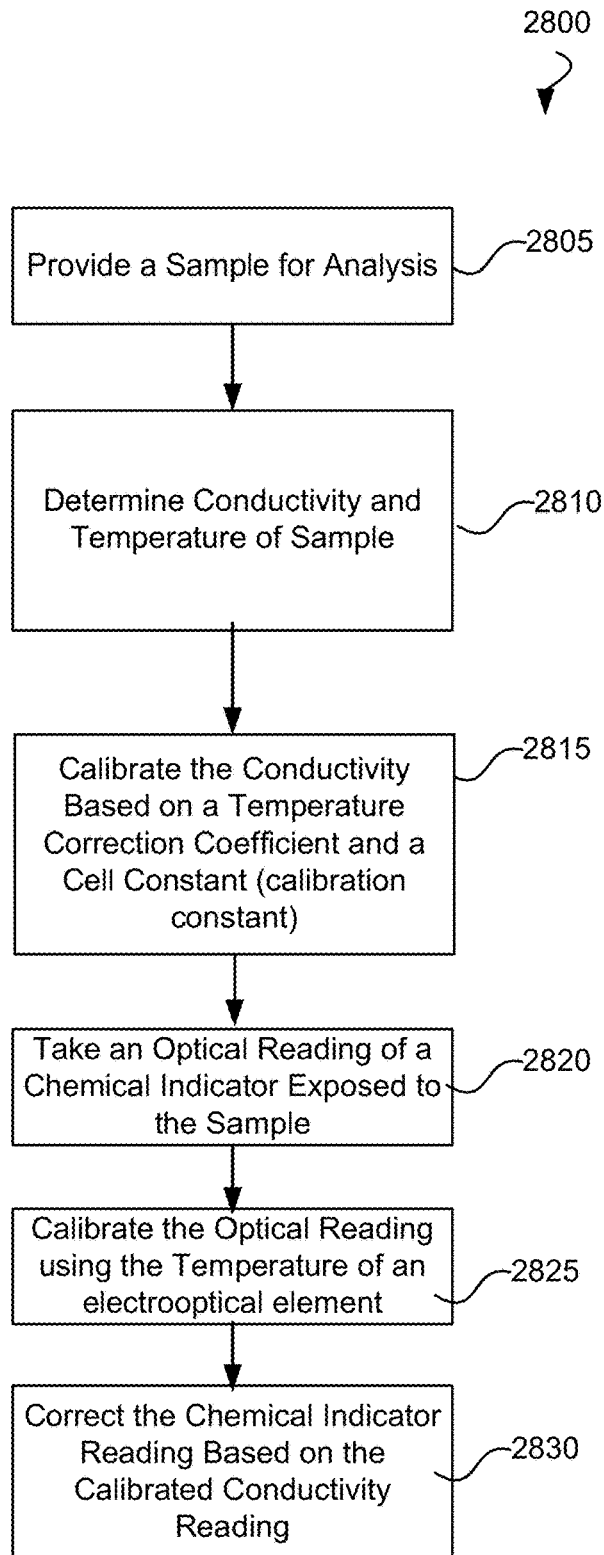 2800
Provide a Sample for Analysis
2805
Determine Conductivity and
Temperature of Sample
2810
Calibrate the Conductivity
Based on a Temperature
Correction Coefficient and a
Cell Constant (calibration
constant)
2815
Take an Optical Reading of a
Chemical Indicator Exposed to
the Sample
2820
Calibrate the Optical Reading
using the Temperature of an
electrooptical element
2825
Correct the Chemical Indicator
Reading Based on the
Calibrated Conductivity
Reading
2830